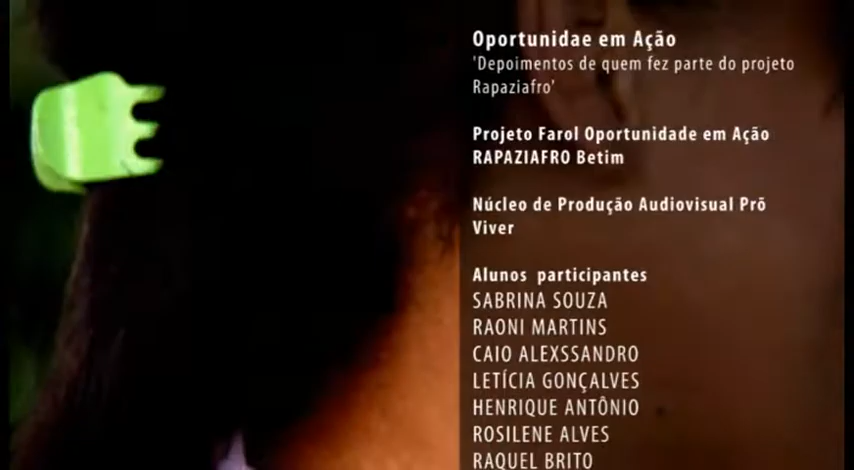 Oportunidae em Ação
'Depoimentos de quem fez parte do projeto
Rapaziafro'
Projeto Farol Oportunidade em Ação
RAPAZIAFRO Betim
Núcleo de Produção Audiovisual Prõ
Viver
Alunos participantes
SABRINA SOUZA
RAONI MARTINS
CAIO ALEXSSANDRO
LETÍCIA GONÇALVES
HENRIQUE ANTÔNIO
ROSILENE ALVES
RAQUEL BRITO